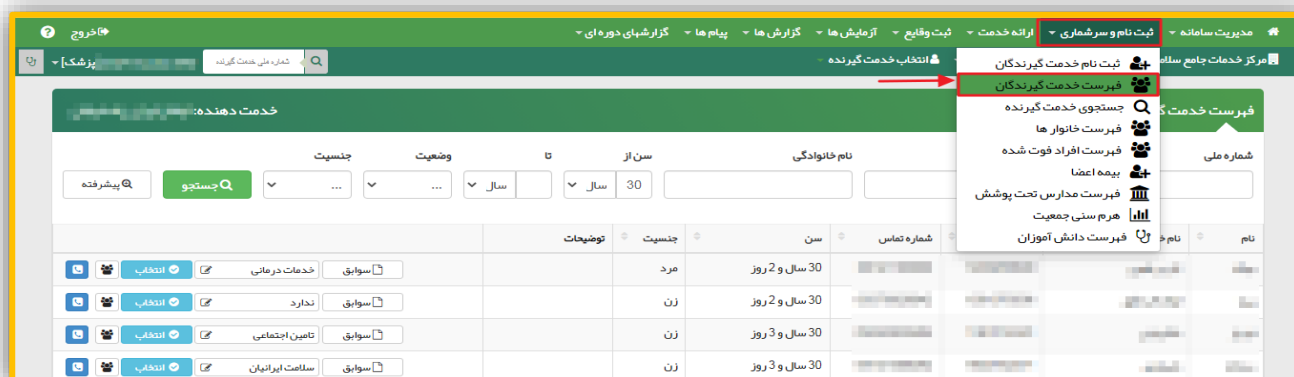 مدیریت سامانه ثبت نام و سرشماری ارائه خدمت ثبت وقایع آزمایش ها گزارش ها پیام ها گزارشهای دوره ای خروج
مرکز خدمات جامع سلامت انتخاب خدمت گیرنده شماره ملی خدمت گیرنده پزشک]
ثبت نام خدمت گیرندگان
فهرست خدمت گیرندگان
جستجوی خدمت گیرنده
فهرست خانوار ها
فهرست افراد فوت شده
بیمه اعضا
فهرست مدارس تحت پوشش
هرم سنی جمعیت
فهرست دانش آموزان
فهرست خدمت خدمت دهنده:
شماره ملی نام خانوادگی سن از تا وضعیت جنسیت
30 سال سال ... ... جستجو پیشرفته
نام نام شماره تماس سن جنسیت توضیحات
30 سال و 2 روز مرد سوابق خدمات درمانی انتخاب
30 سال و 2 روز زن سوابق ندارد انتخاب
30 سال و 3 روز زن سوابق تامین اجتماعی انتخاب
30 سال و 3 روز زن سوابق سلامت ایرانیان انتخاب